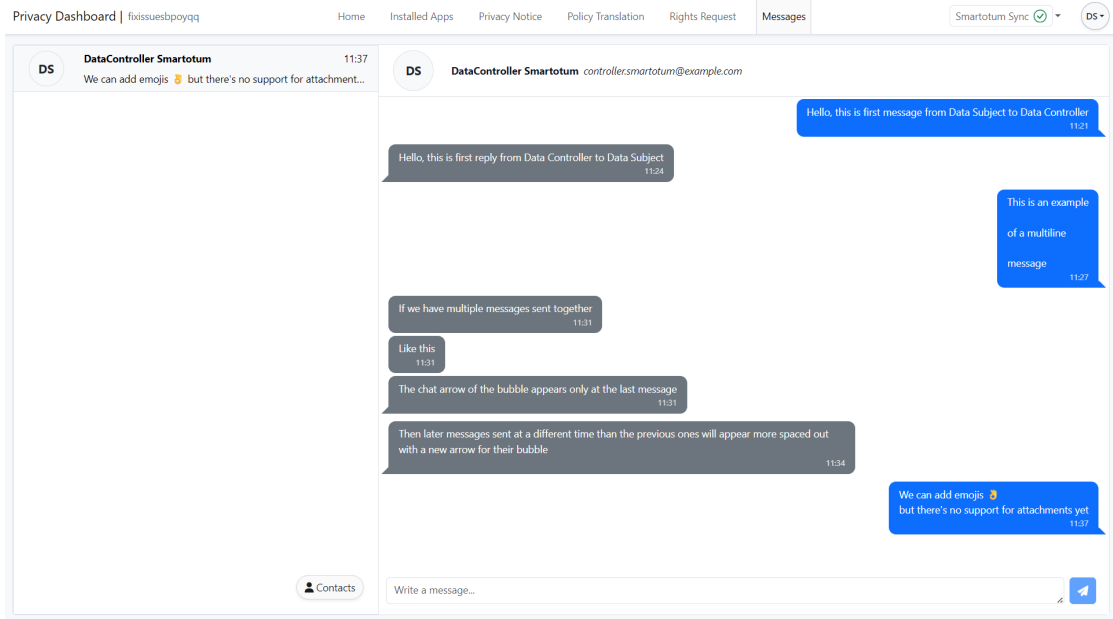 Privacy Dashboard | fixissuesbpoyqq
Home
Installed Apps
Privacy Notice
Policy Translation
Rights Request
Messages
Smartotum Sync
DS
DS
DataController Smartotum
11:37
We can add emojis 👌 but there's no support for attachment...
Contacts
DS
DataController Smartotum controller.smartotum@example.com
Hello, this is first message from Data Subject to Data Controller
11:21
Hello, this is first reply from Data Controller to Data Subject
11:24
This is an example
of a multiline
message
11:27
If we have multiple messages sent together
11:31
Like this
11:31
The chat arrow of the bubble appears only at the last message
11:31
Then later messages sent at a different time than the previous ones will appear more spaced out
with a new arrow for their bubble
11:34
We can add emojis 👌
but there's no support for attachments yet
11:37
Write a message...